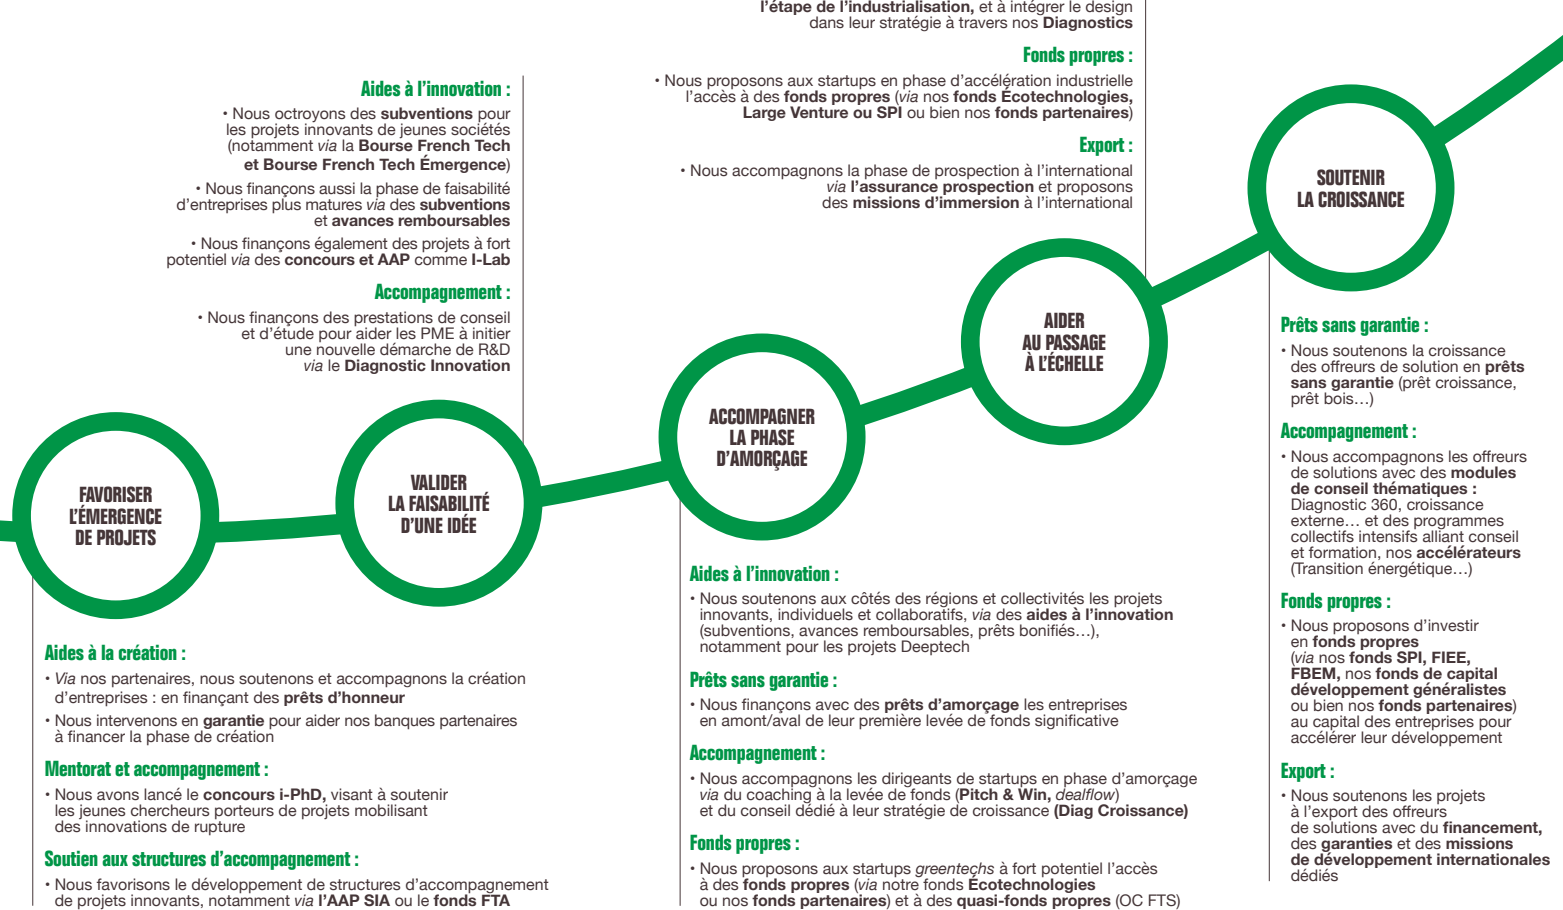 FAVORISER
L’ÉMERGENCE
DE PROJETS
Aides à la création :
• Via nos partenaires, nous soutenons et accompagnons la création
d’entreprises : en finançant des prêts d’honneur
• Nous intervenons en garantie pour aider nos banques partenaires
à financer la phase de création
Mentorat et accompagnement :
• Nous avons lancé le concours i-PhD, visant à soutenir
les jeunes chercheurs porteurs de projets mobilisant
des innovations de rupture
Soutien aux structures d’accompagnement :
• Nous favorisons le développement de structures d’accompagnement
de projets innovants, notamment via l’AAP SIA ou le fonds FTA
Aides à l’innovation :
• Nous octroyons des subventions pour
les projets innovants de jeunes sociétés
(notamment via la Bourse French Tech
et Bourse French Tech Émergence)
• Nous finançons aussi la phase de faisabilité
d’entreprises plus matures via des subventions
et avances remboursables
• Nous finançons également des projets à fort
potentiel via des concours et AAP comme I-Lab
Accompagnement :
• Nous finançons des prestations de conseil
et d’étude pour aider les PME à initier
une nouvelle démarche de R&D
via le Diagnostic Innovation
VALIDER
LA FAISABILITÉ
D’UNE IDÉE
ACCOMPAGNER
LA PHASE
D’AMORÇAGE
Aides à l’innovation :
• Nous soutenons aux côtés des régions et collectivités les projets
innovants, individuels et collaboratifs, via des aides à l’innovation
(subventions, avances remboursables, prêts bonifiés…),
notamment pour les projets Deeptech
Prêts sans garantie :
• Nous finançons avec des prêts d’amorçage les entreprises
en amont/aval de leur première levée de fonds significative
Accompagnement :
• Nous accompagnons les dirigeants de startups en phase d’amorçage
via du coaching à la levée de fonds (Pitch & Win, dealflow)
et du conseil dédié à leur stratégie de croissance (Diag Croissance)
Fonds propres :
• Nous proposons aux startups greentechs à fort potentiel l’accès
à des fonds propres (via notre fonds Écotechnologies
ou nos fonds partenaires) et à des quasi-fonds propres (OC FTS)
l’étape de l’industrialisation, et à intégrer le design
dans leur stratégie à travers nos Diagnostics
Fonds propres :
• Nous proposons aux startups en phase d’accélération industrielle
l’accès à des fonds propres (via nos fonds Écotechnologies,
Large Venture ou SPI ou bien nos fonds partenaires)
Export :
• Nous accompagnons la phase de prospection à l’international
via l’assurance prospection et proposons
des missions d’immersion à l’international
AIDER
AU PASSAGE
À L’ÉCHELLE
SOUTENIR
LA CROISSANCE
Prêts sans garantie :
• Nous soutenons la croissance
des offreurs de solution en prêts
sans garantie (prêt croissance,
prêt bois…)
Accompagnement :
• Nous accompagnons les offreurs
de solutions avec des modules
de conseil thématiques :
Diagnostic 360, croissance
externe… et des programmes
collectifs intensifs alliant conseil
et formation, nos accélérateurs
(Transition énergétique…)
Fonds propres :
• Nous proposons d’investir
en fonds propres
(via nos fonds SPI, FIEE,
FBEM, nos fonds de capital
développement généralistes
ou bien nos fonds partenaires)
au capital des entreprises pour
accélérer leur développement
Export :
• Nous soutenons les projets
à l’export des offreurs
de solutions avec du financement,
des garanties et des missions
de développement internationales
dédiés